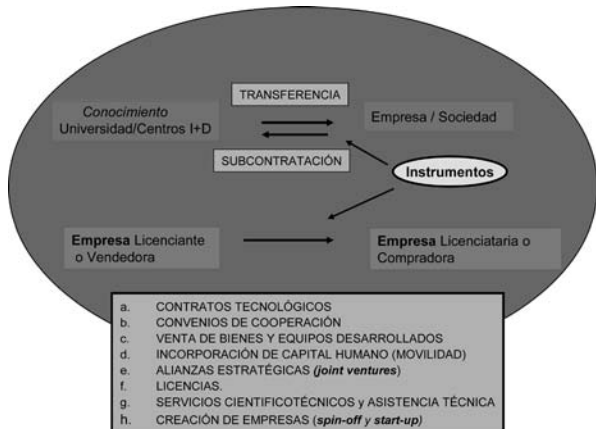 TRANSFERENCIA
Conocimiento
Universidad/Centros I+D
Empresa / Sociedad
SUBCONTRATACIÓN
Instrumentos
Empresa Licenciante
o Vendedora
Empresa Licenciataria o
Compradora
a. CONTRATOS TECNOLÓGICOS
b. CONVENIOS DE COOPERACIÓN
c. VENTA DE BIENES Y EQUIPOS DESARROLLADOS
d. INCORPORACIÓN DE CAPITAL HUMANO (MOVILIDAD)
e. ALIANZAS ESTRATÉGICAS (joint ventures)
f. LICENCIAS.
g. SERVICIOS CIENTIFICOTÉCNICOS y ASISTENCIA TÉCNICA
h. CREACIÓN DE EMPRESAS (spin-off y start-up)